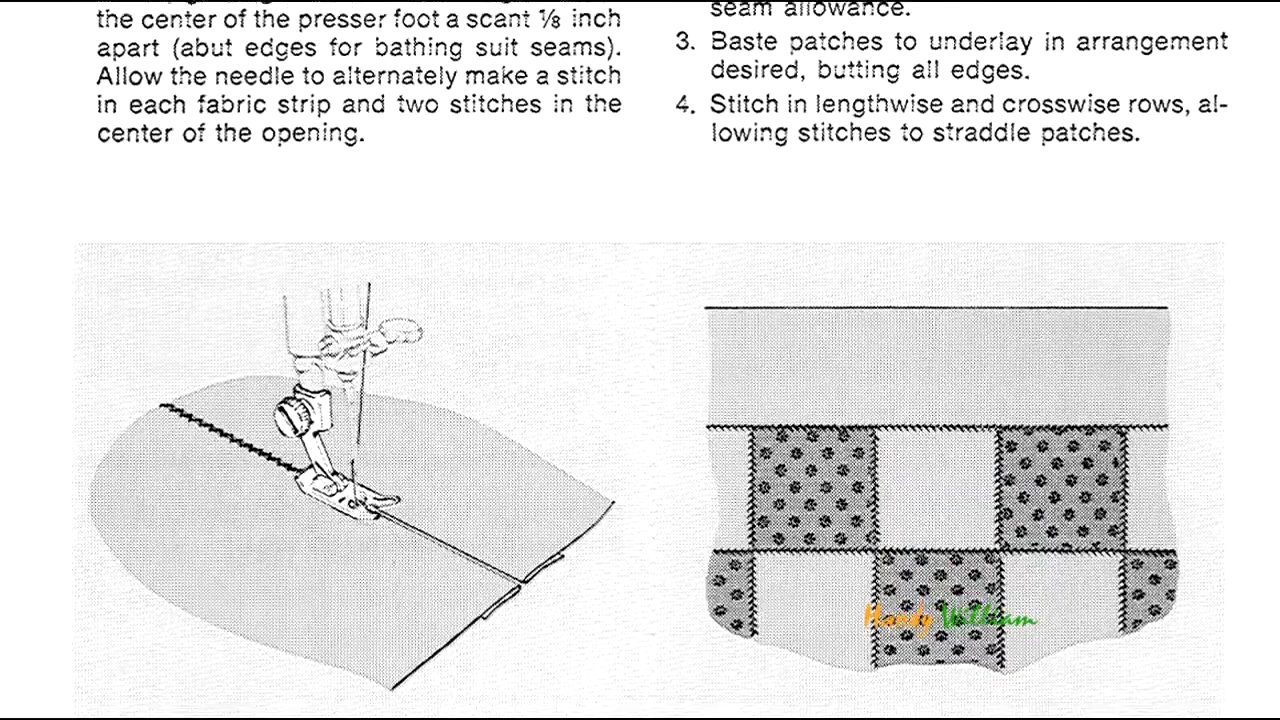 the center of the presser foot a scant ⅛ inch
apart (abut edges for bathing suit seams).
Allow the needle to alternately make a stitch
in each fabric strip and two stitches in the
center of the opening.
seam allowance.
3. Baste patches to underlay in arrangement
desired, butting all edges.
4. Stitch in lengthwise and crosswise rows, al-
lowing stitches to straddle patches.
Handy William